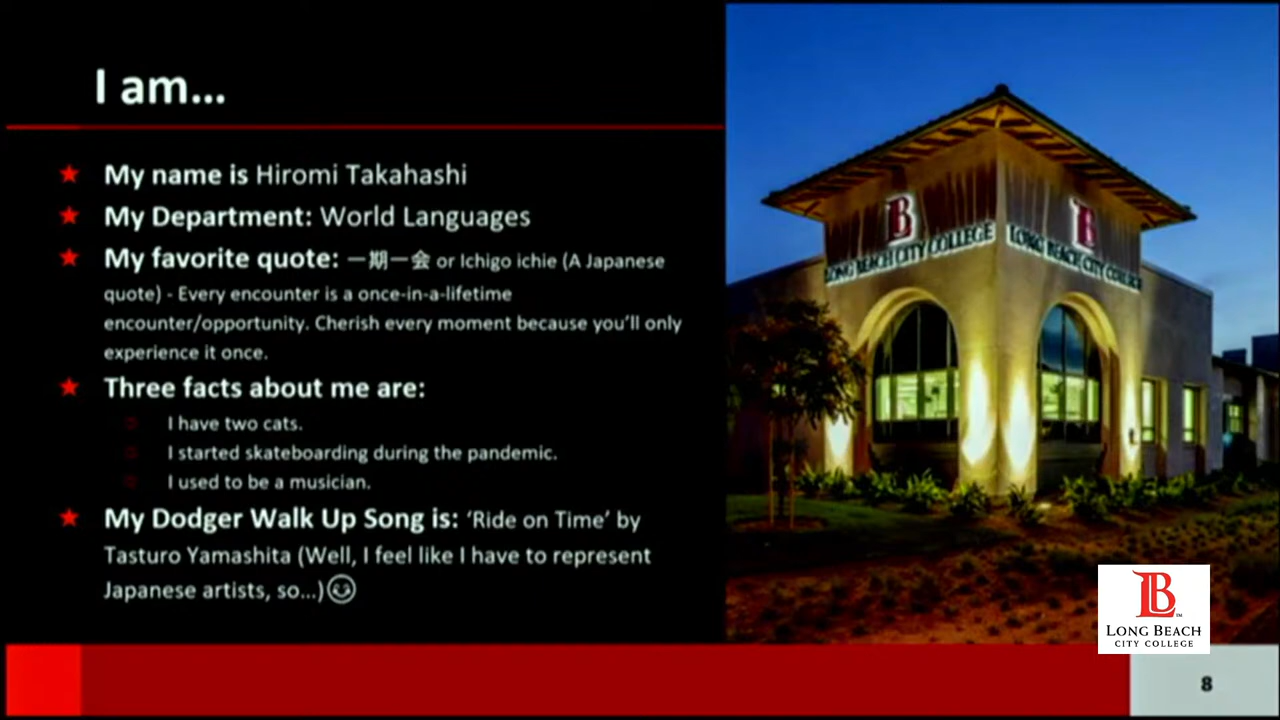 I am...
My name is Hiromi Takahashi
My Department: World Languages
My favorite quote: 一期一会 or Ichigo ichie (A Japanese
quote) - Every encounter is a once-in-a-lifetime
encounter/opportunity. Cherish every moment because you'll only
experience it once.
Three facts about me are:
I have two cats.
I started skateboarding during the pandemic.
I used to be a musician.
My Dodger Walk Up Song is: 'Ride on Time' by
Tasturo Yamashita (Well, I feel like I have to represent
Japanese artists, so...)
LB
LONG BEACH CITY COLLEGE
LB
LONG BEACH CITY COLLEGE
LB™
LONG BEACH
CITY COLLEGE
8